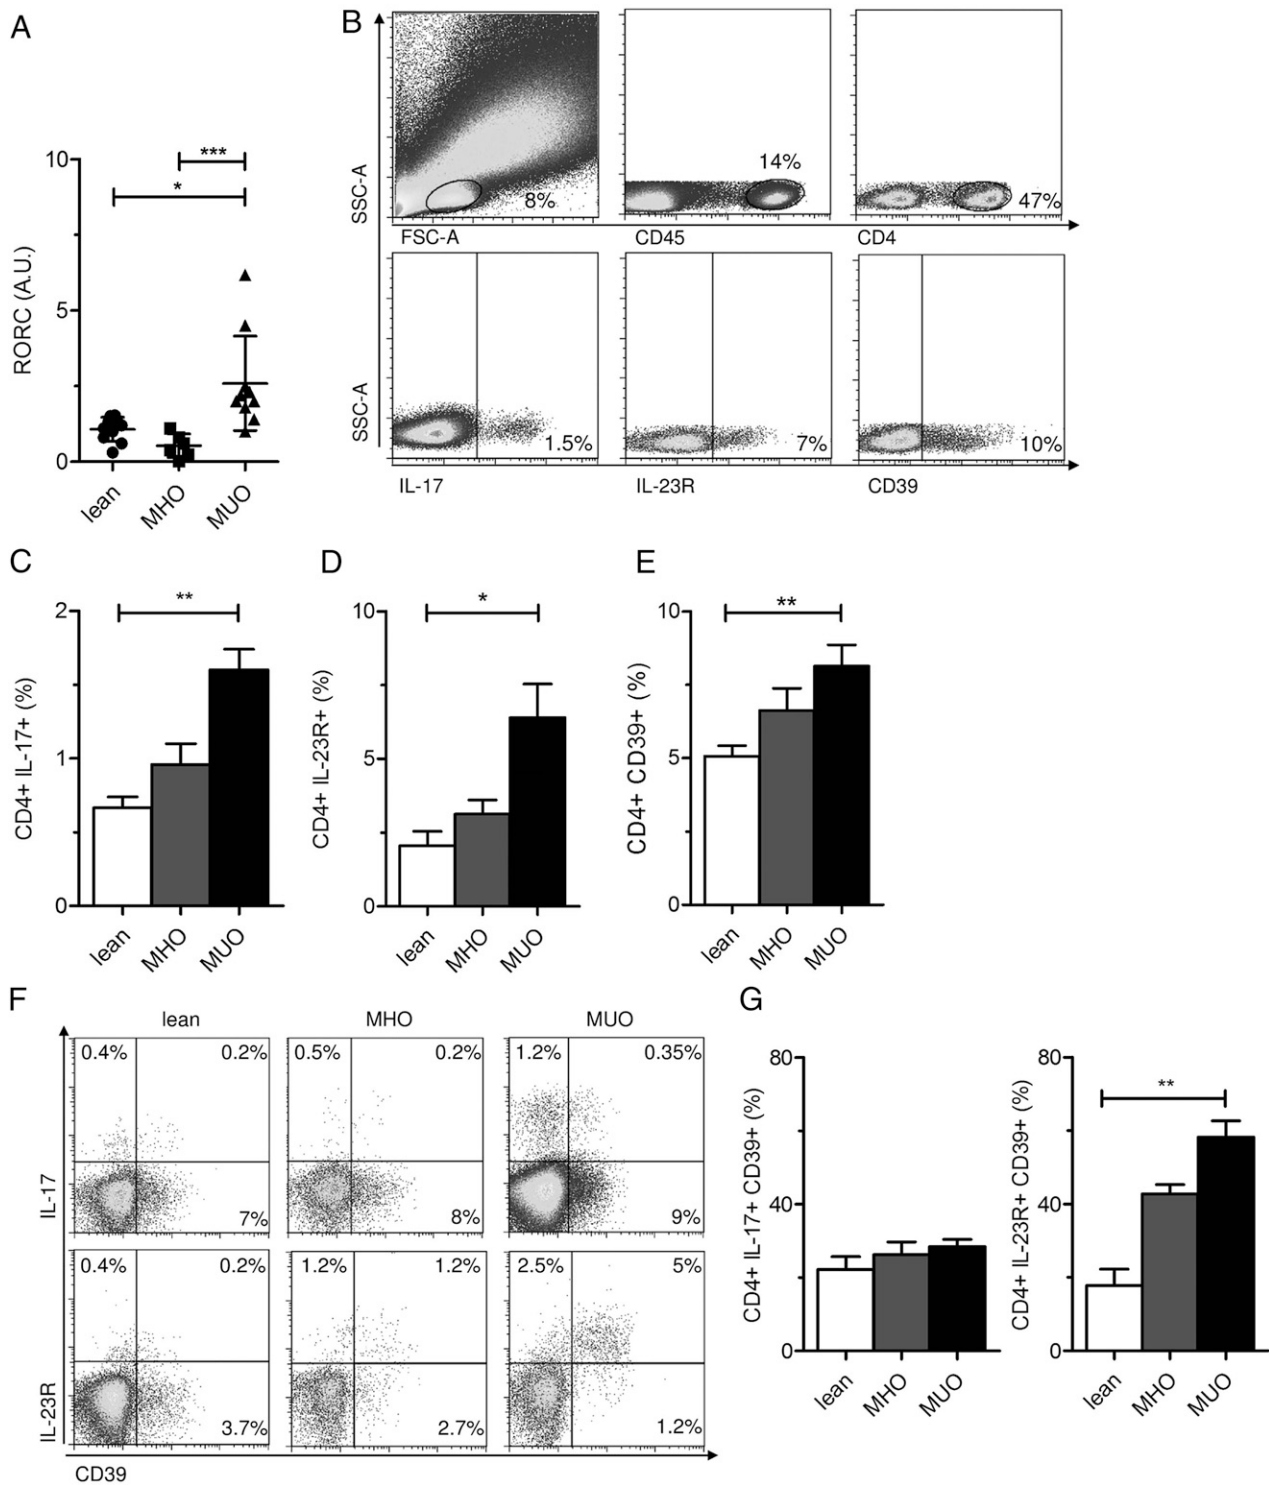 A
RORC (A.U.)
10
5
0
***
*
lean
MHO
MUO
B
SSC-A
8%
FSC-A
14%
CD45
47%
CD4
SSC-A
1.5%
IL-17
7%
IL-23R
10%
CD39
C
CD4+ IL-17+ (%)
2
1
0
**
lean
MHO
MUO
D
CD4+ IL-23R+ (%)
10
5
0
*
lean
MHO
MUO
E
CD4+ CD39+ (%)
10
5
0
**
lean
MHO
MUO
F
lean
MHO
MUO
IL-17
0.4%
0.2%
7%
0.5%
0.2%
8%
1.2%
0.35%
9%
IL-23R
0.4%
0.2%
3.7%
1.2%
1.2%
2.7%
2.5%
5%
1.2%
CD39
G
CD4+ IL-17+ CD39+ (%)
80
40
0
lean
MHO
MUO
CD4+ IL-23R+ CD39+ (%)
80
40
0
**
lean
MHO
MUO